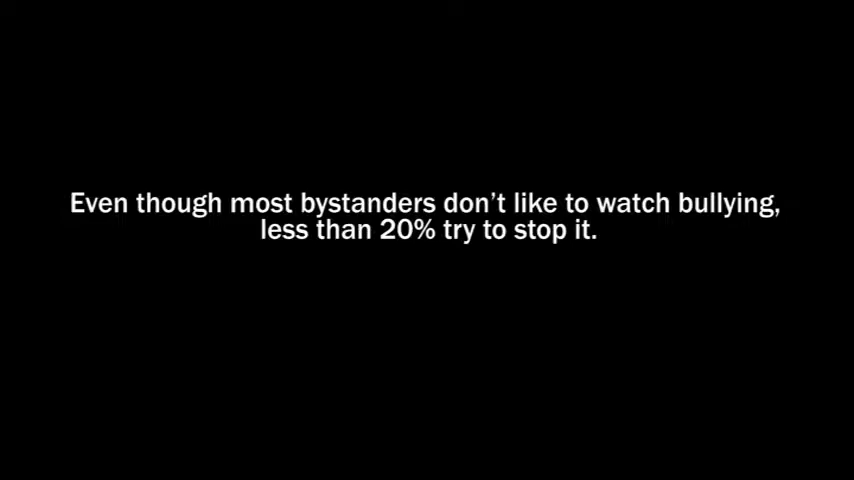 Even though most bystanders don’t like to watch bullying,
less than 20% try to stop it.